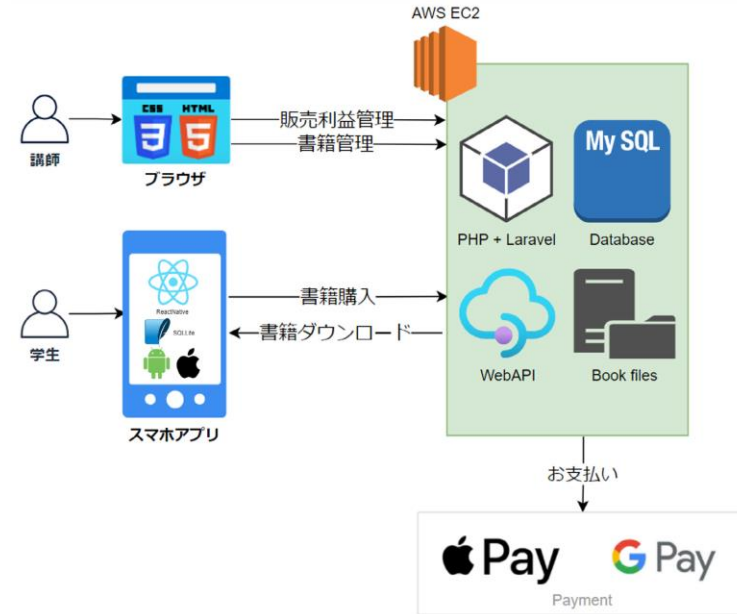 AWS EC2
講師
CSS
3
HTML
5
ブラウザ
販売利益管理
書籍管理
PHP + Laravel
My SQL
Database
学生
ReactNative
SQLite
スマホアプリ
書籍購入
書籍ダウンロード
WebAPI
Book files
お支払い
Pay
G Pay
Payment